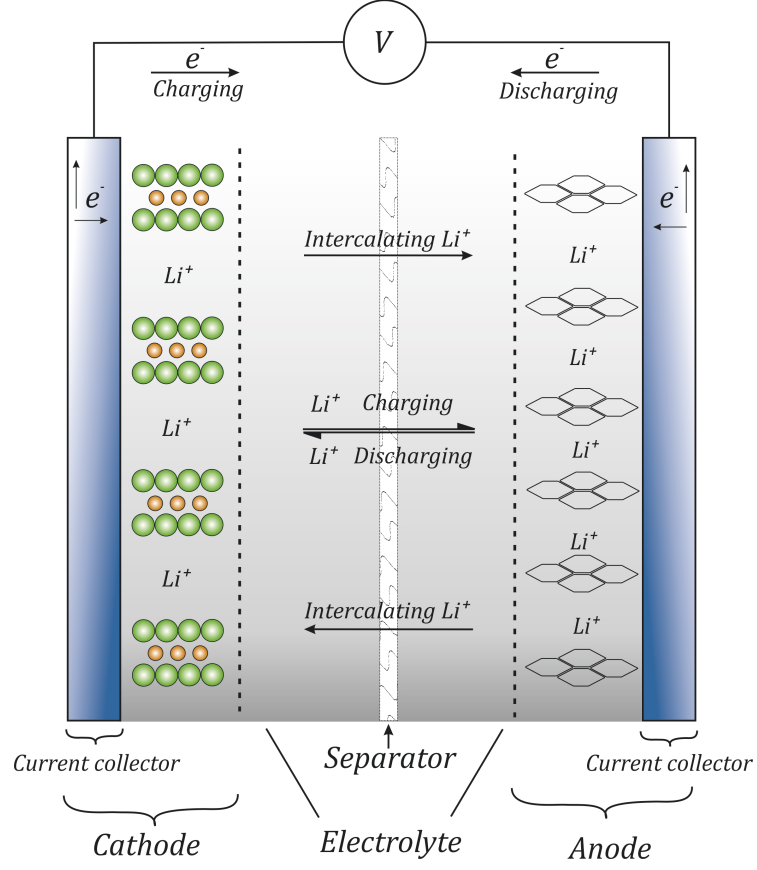 V
e⁻
e⁻
Charging
Discharging
e⁻
e⁻
Intercalating Li⁺
Li⁺
Li⁺
Li⁺
Li⁺ Charging
Li⁺
Li⁺ Discharging
Li⁺
Li⁺
Li⁺
Intercalating Li⁺
Li⁺
Current collector
Separator
Current collector
Cathode
Electrolyte
Anode